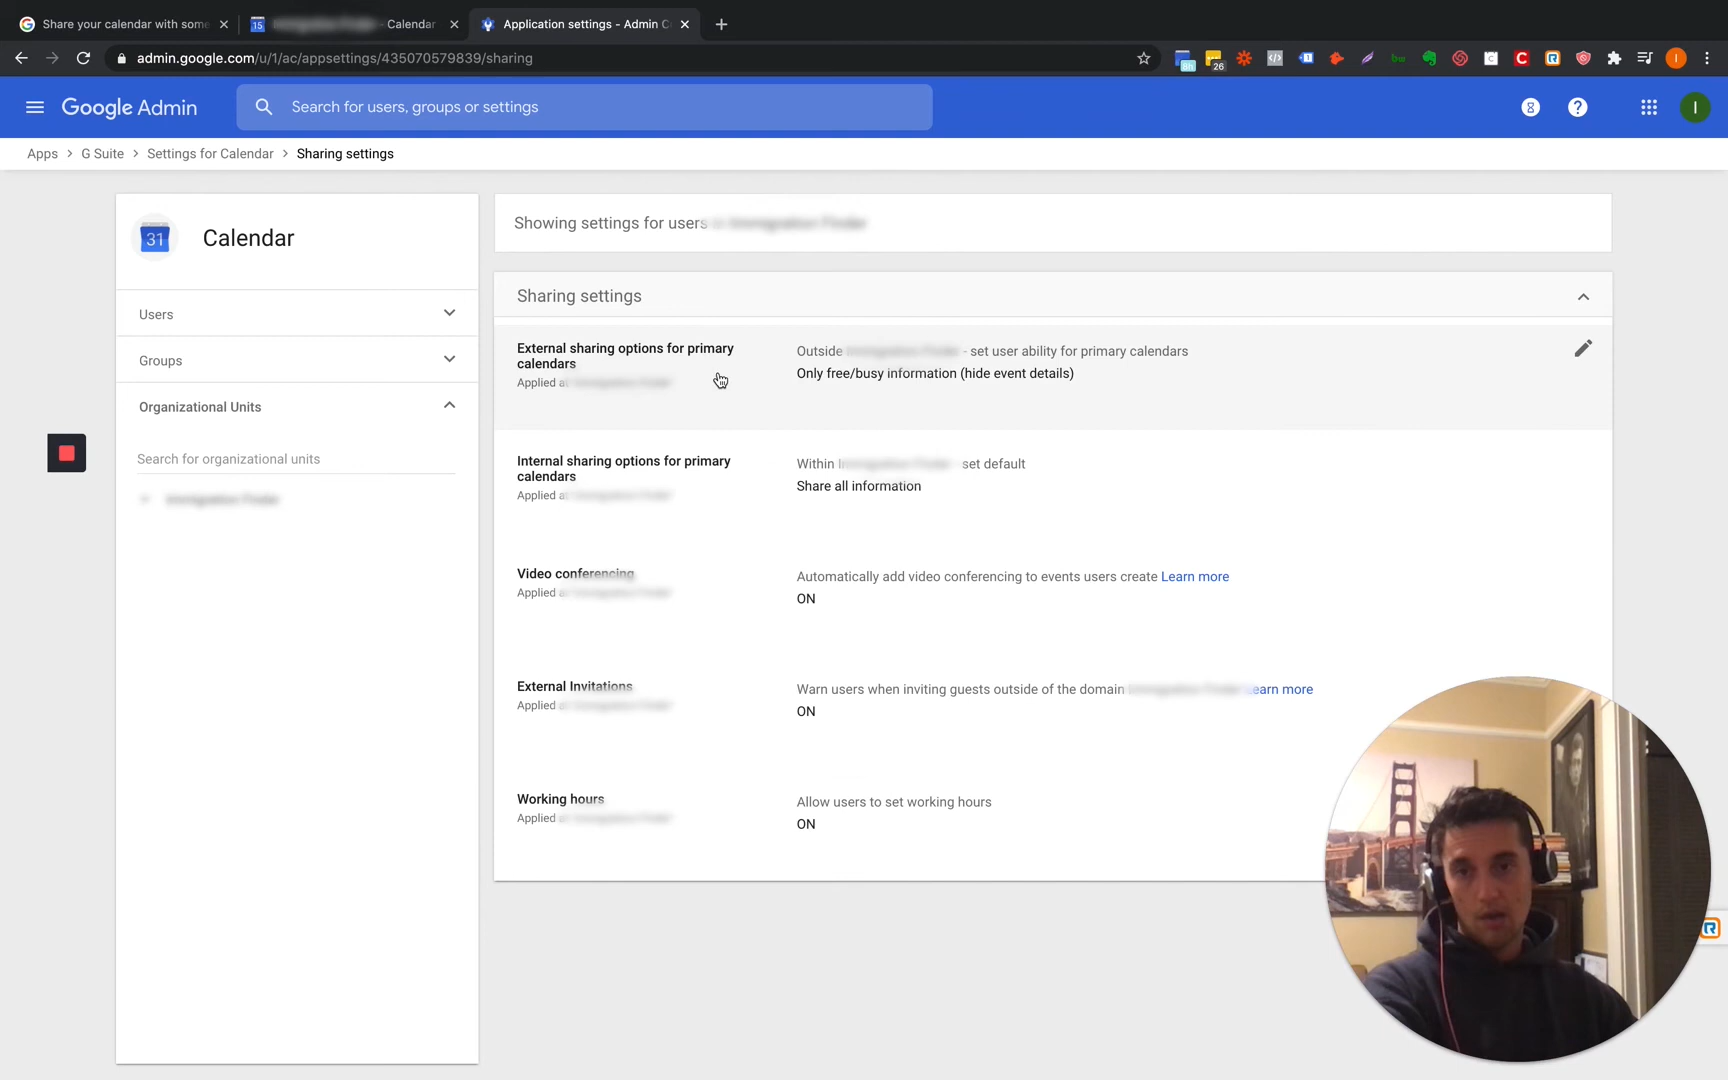 Share your calendar with some
15
- Calendar
Application settings - Admin C
admin.google.com/u/1/ac/appsettings/435070579839/sharing
26
Google Admin
Search for users, groups or settings
I
Apps > G Suite > Settings for Calendar > Sharing settings
31
Calendar
Users
Groups
Organizational Units
Search for organizational units
Showing settings for users
Sharing settings
External sharing options for primary
calendars
Applied
Outside - set user ability for primary calendars
Only free/busy information (hide event details)
Internal sharing options for primary
calendars
Applied
Within - set default
Share all information
Video conferencing
Applied
Automatically add video conferencing to events users create Learn more
ON
External Invitations
Applied
Warn users when inviting guests outside of the domain Learn more
ON
Working hours
Applied
Allow users to set working hours
ON